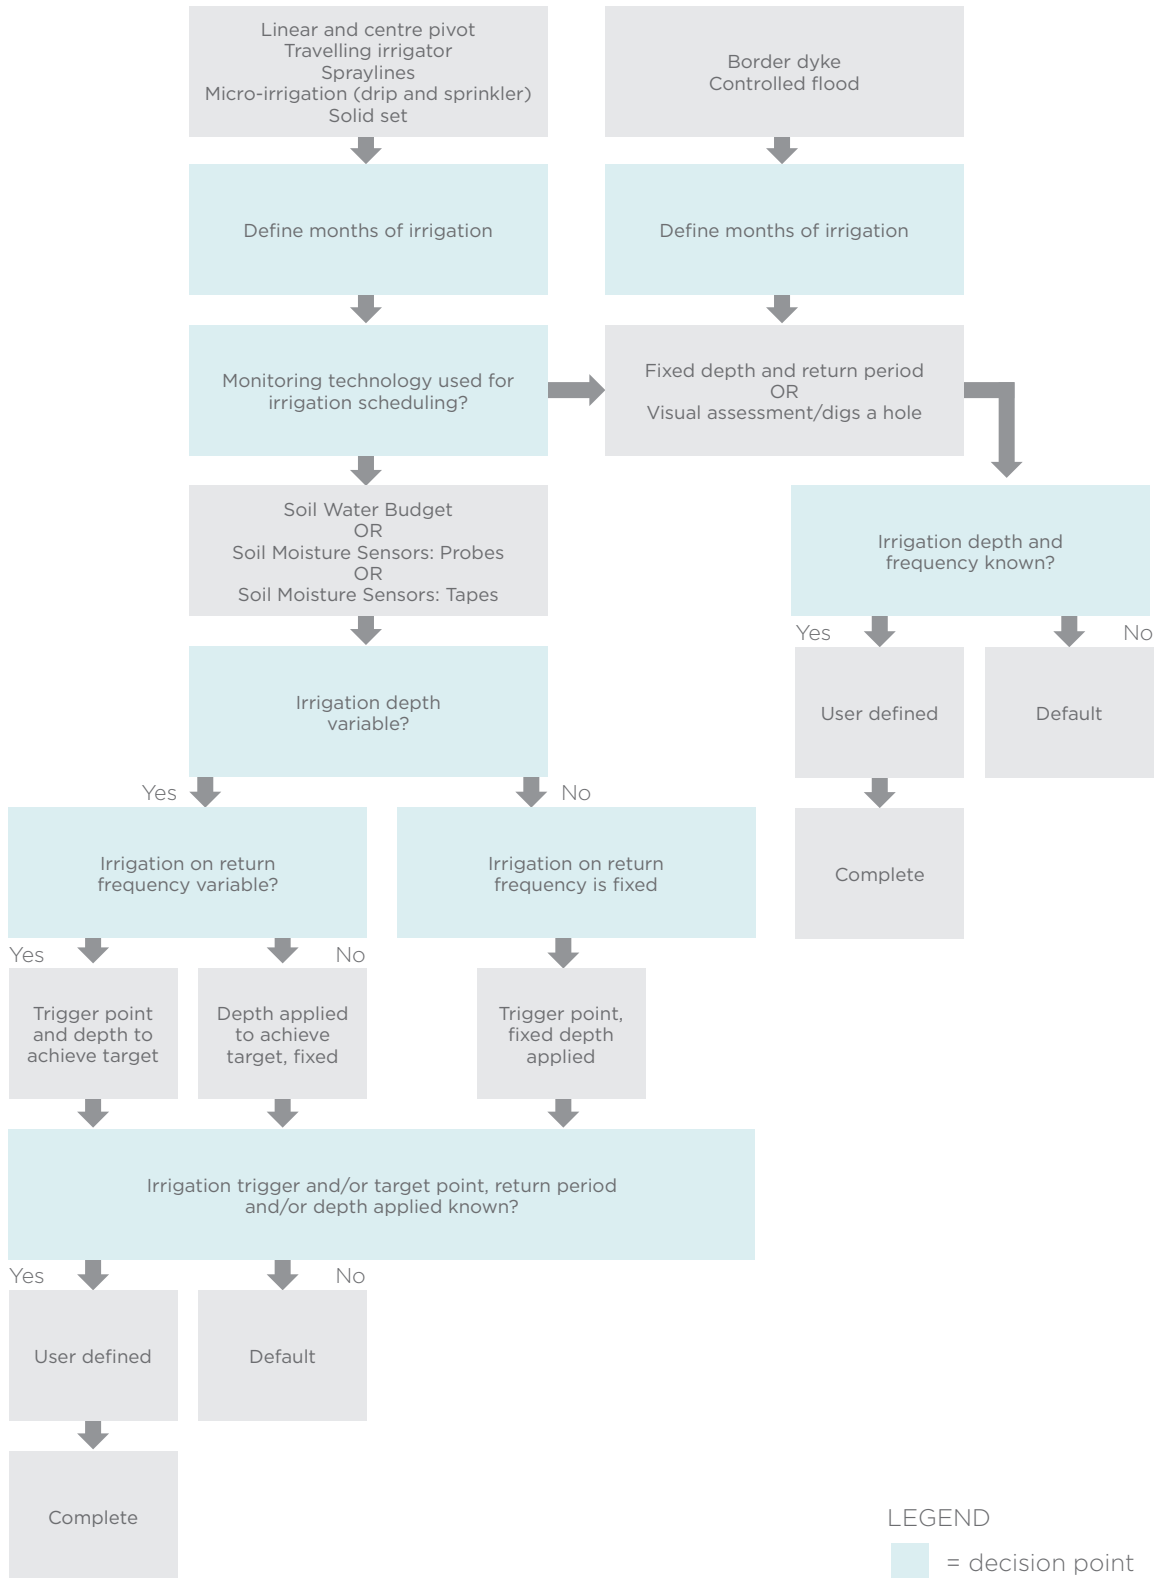 Linear and centre pivot
Travelling irrigator
Spraylines
Micro-irrigation (drip and sprinkler)
Solid set
Border dyke
Controlled flood
Define months of irrigation
Define months of irrigation
Monitoring technology used for
irrigation scheduling?
Fixed depth and return period
OR
Visual assessment/digs a hole
Soil Water Budget
OR
Soil Moisture Sensors: Probes
OR
Soil Moisture Sensors: Tapes
Irrigation depth and
frequency known?
Yes
No
User defined
Default
Complete
Irrigation depth
variable?
Yes
No
Irrigation on return
frequency variable?
Irrigation on return
frequency is fixed
Yes
No
Trigger point
and depth to
achieve target
Depth applied
to achieve
target, fixed
Trigger point,
fixed depth
applied
Irrigation trigger and/or target point, return period
and/or depth applied known?
Yes
No
User defined
Default
Complete
LEGEND
= decision point